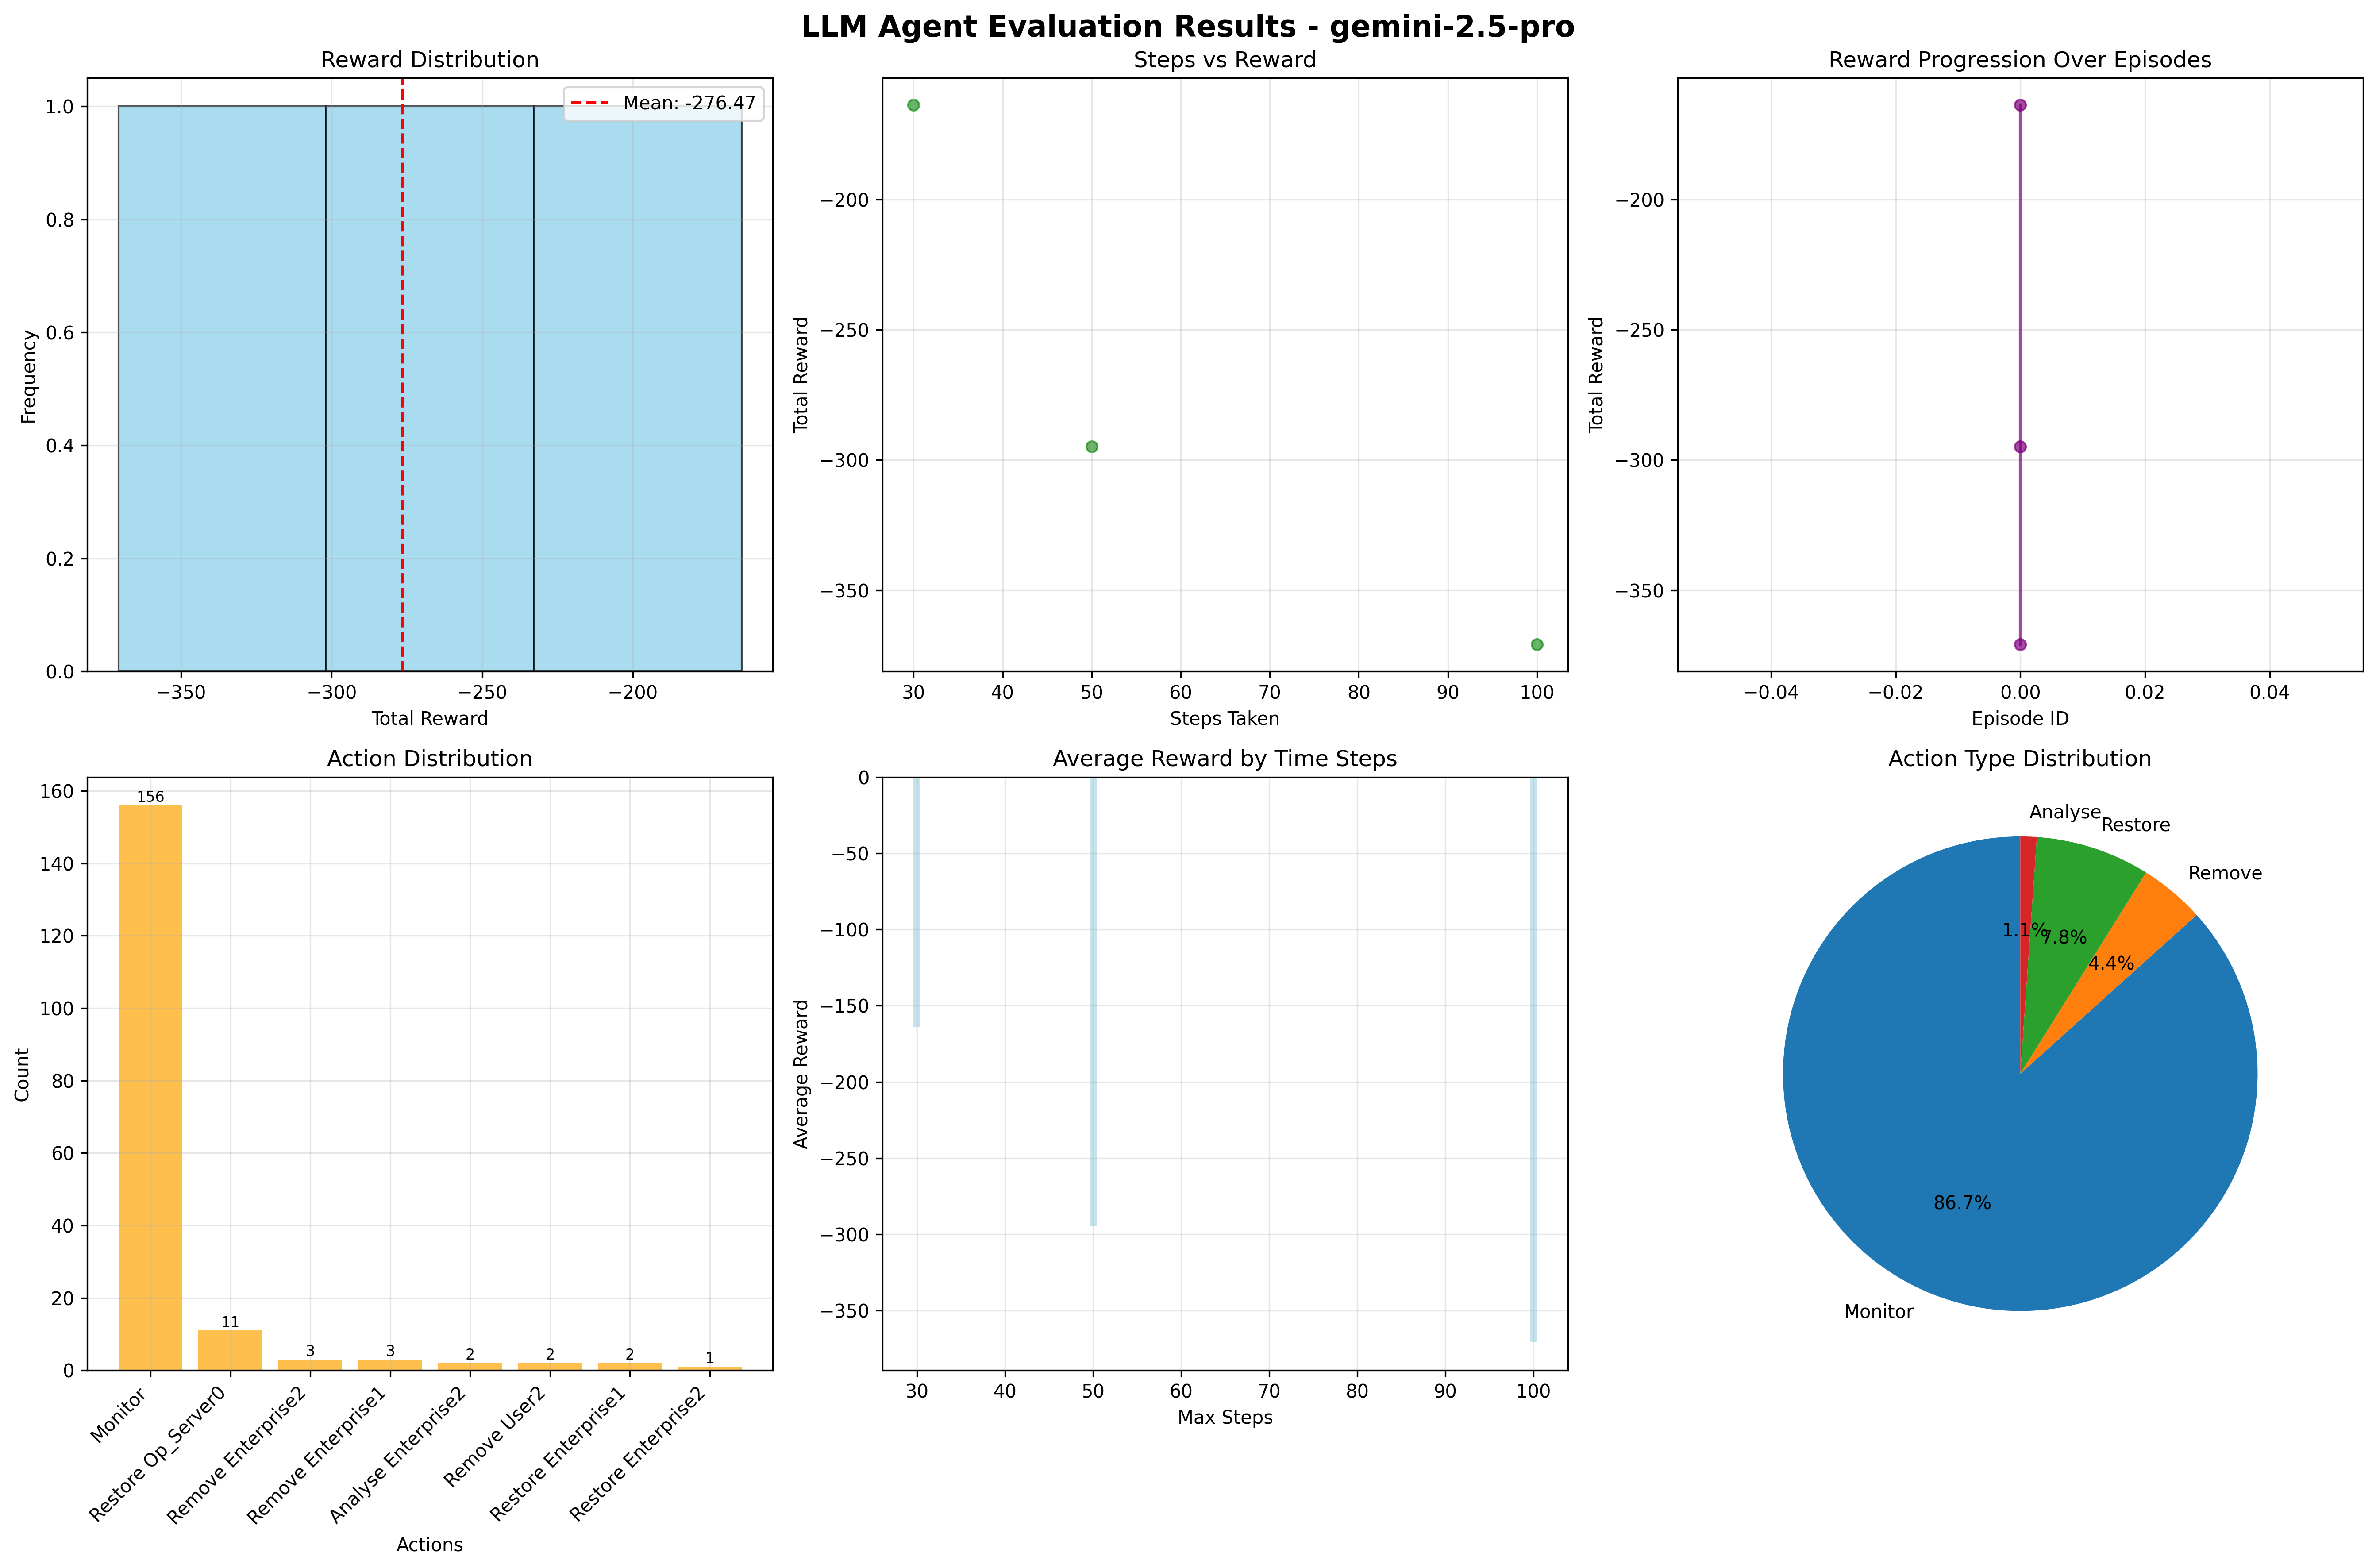 LLM Agent Evaluation Results - gemini-2.5-pro
Reward Distribution
Mean: -276.47
1.0
0.8
0.6
0.4
0.2
0.0
Frequency
−350
−300
−250
−200
Total Reward
Steps vs Reward
−200
−250
−300
−350
Total Reward
30
40
50
60
70
80
90
100
Steps Taken
Reward Progression Over Episodes
−200
−250
−300
−350
Total Reward
−0.04
−0.02
0.00
0.02
0.04
Episode ID
Action Distribution
160
140
120
100
80
60
40
20
0
Count
156
11
3
3
2
2
2
1
Monitor
Restore Op_Server0
Remove Enterprise2
Remove Enterprise1
Analyse Enterprise2
Remove User2
Restore Enterprise1
Restore Enterprise2
Actions
Average Reward by Time Steps
0
−50
−100
−150
−200
−250
−300
−350
Average Reward
30
40
50
60
70
80
90
100
Max Steps
Action Type Distribution
Analyse
Restore
Remove
1.1%
7.8%
4.4%
86.7%
Monitor